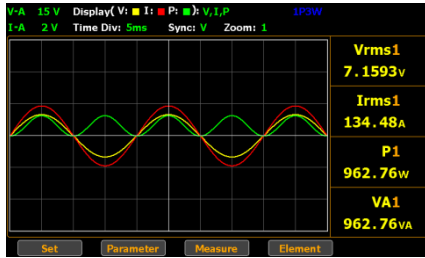 V-A 15 V Display( V: I: P: ): V,I,P 1P3W
I-A 2 V Time Div: 5ms Sync: V Zoom: 1
Vrms1
7.1593V
Irms1
134.48A
P1
962.76W
VA1
962.76VA
Set Parameter Measure Element